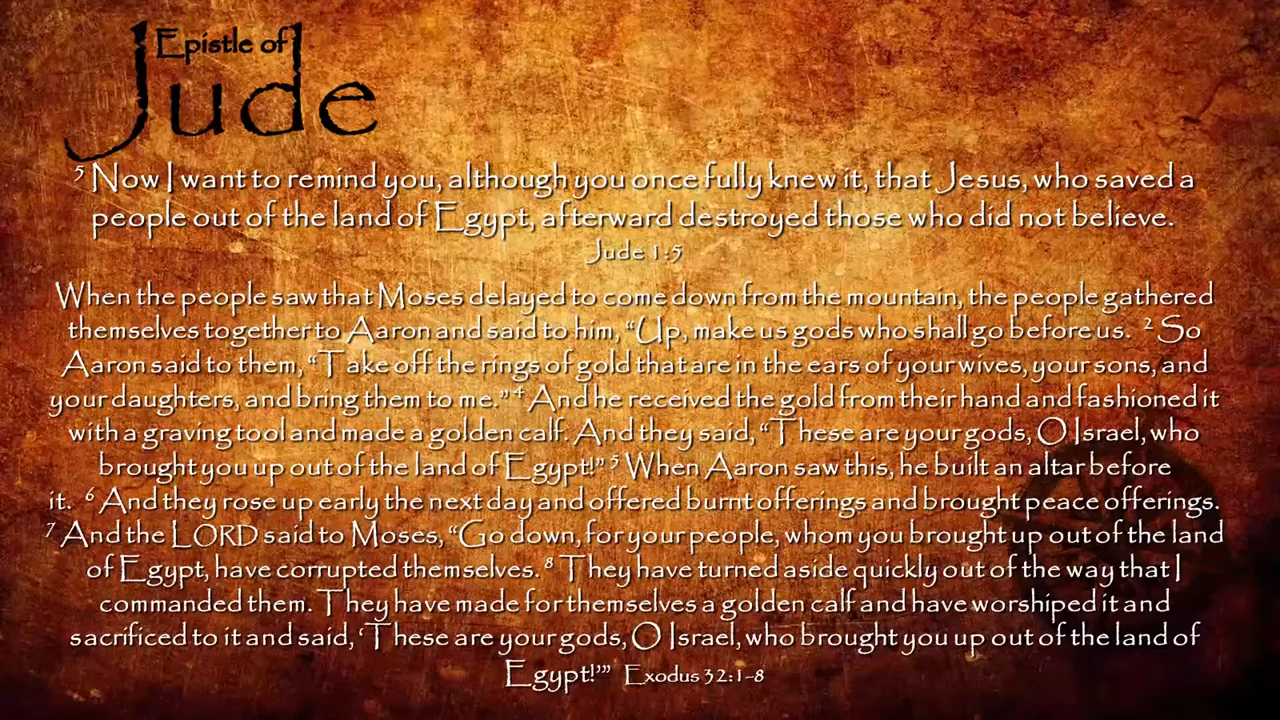 Epistle of
Jude
5 Now I want to remind you, although you once fully knew it, that Jesus, who saved a
people out of the land of Egypt, afterward destroyed those who did not believe.
Jude 1:5
When the people saw that Moses delayed to come down from the mountain, the people gathered
themselves together to Aaron and said to him, “Up, make us gods who shall go before us. 2 So
Aaron said to them, “Take off the rings of gold that are in the ears of your wives, your sons, and
your daughters, and bring them to me.” 4 And he received the gold from their hand and fashioned it
with a graving tool and made a golden calf. And they said, “These are your gods, O Israel, who
brought you up out of the land of Egypt!” 5 When Aaron saw this, he built an altar before
it. 6 And they rose up early the next day and offered burnt offerings and brought peace offerings.
7 And the LORD said to Moses, “Go down, for your people, whom you brought up out of the land
of Egypt, have corrupted themselves. 8 They have turned aside quickly out of the way that I
commanded them. They have made for themselves a golden calf and have worshiped it and
sacrificed to it and said, ‘These are your gods, O Israel, who brought you up out of the land of
Egypt!’” Exodus 32:1-8